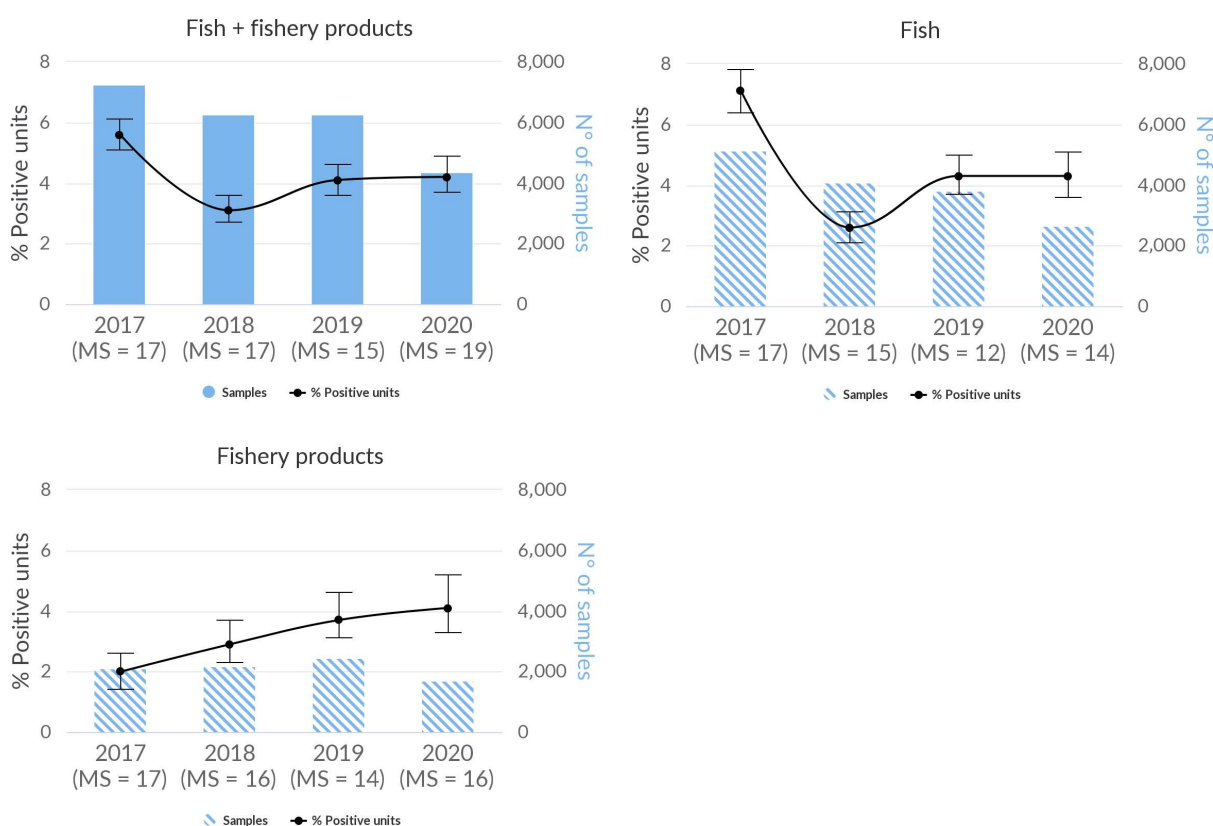 Fish + fishery products
% Positive units
8
6
4
2
0
8,000
6,000
4,000
2,000
0
N° of samples
2017 2018 2019 2020
(MS = 17) (MS = 17) (MS = 15) (MS = 19)
Samples % Positive units
Fish
% Positive units
8
6
4
2
0
8,000
6,000
4,000
2,000
0
N° of samples
2017 2018 2019 2020
(MS = 17) (MS = 15) (MS = 12) (MS = 14)
Samples % Positive units
Fishery products
% Positive units
8
6
4
2
0
8,000
6,000
4,000
2,000
0
N° of samples
2017 2018 2019 2020
(MS = 17) (MS = 16) (MS = 14) (MS = 16)
Samples % Positive units